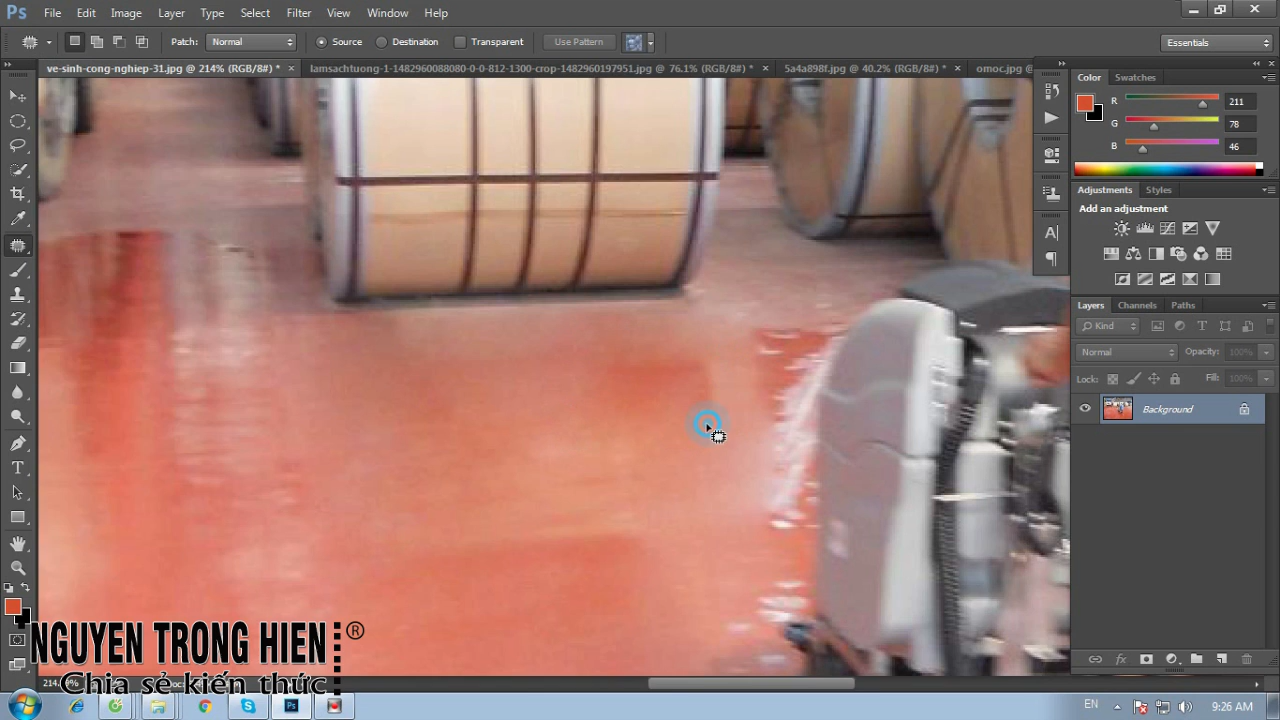 Ps File Edit Image Layer Type Select Filter View Window Help
Patch: Normal Source Destination Transparent Use Pattern Essentials
ve-sinh-cong-nghiep-31.jpg @ 214% (RGB/8#) * × lamsachtuong-1-1482960088080-0-0-812-1300-crop-1482960197951.jpg @ 76.1% (RGB/8#) * × 5a4a898f.jpg @ 40.2% (RGB/8#) * × omoc.jpg @
Color Swatches
R 211
G 78
B 46
Adjustments Styles
Add an adjustment
Layers Channels Paths
Kind
Normal Opacity: 100%
Lock: Fill: 100%
Background
NGUYEN TRONG HIEN ®
Chia sẻ kiến thức
EN 9:26 AM